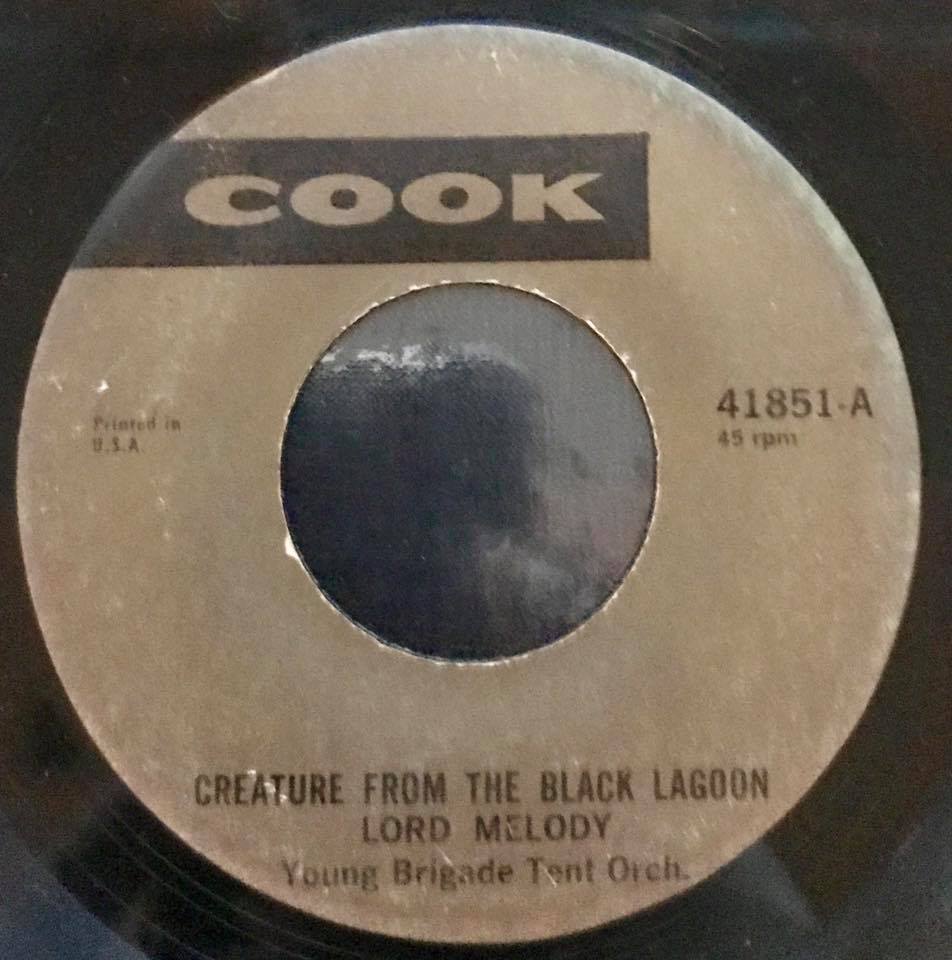 COOK
Printed in
U.S.A.
41851-A
45 rpm
CREATURE FROM THE BLACK LAGOON
LORD MELODY
Young Brigade Tent Orch.